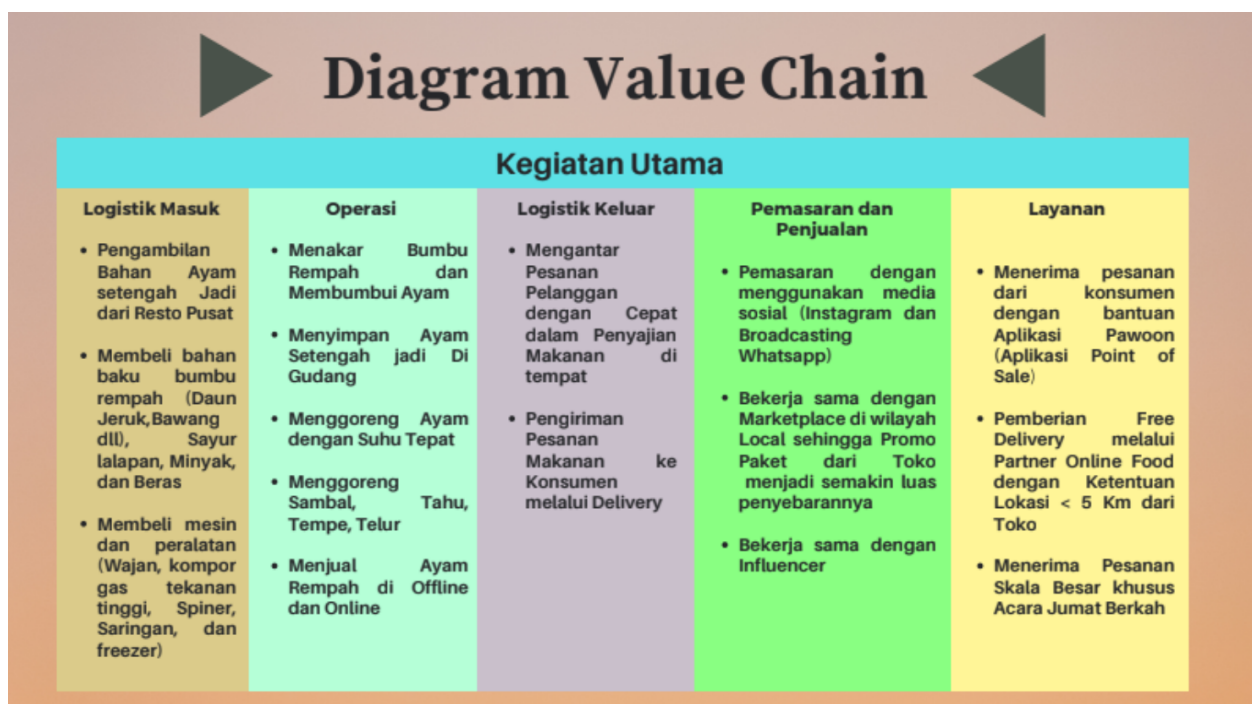 Diagram Value Chain
Kegiatan Utama
Logistik Masuk
• Pengambilan
Bahan Ayam
setengah Jadi
dari Resto Pusat
• Membeli bahan
baku bumbu
rempah (Daun
Jeruk,Bawang
dll), Sayur
lalapan, Minyak,
dan Beras
• Membeli mesin
dan peralatan
(Wajan, kompor
gas tekanan
tinggi, Spiner,
Saringan, dan
freezer)
Operasi
• Menakar Bumbu
Rempah dan
Membumbui Ayam
• Menyimpan Ayam
Setengah jadi Di
Gudang
• Menggoreng Ayam
dengan Suhu Tepat
• Menggoreng
Sambal, Tahu,
Tempe, Telur
• Menjual Ayam
Rempah di Offline
dan Online
Logistik Keluar
• Mengantar
Pesanan
Pelanggan
dengan Cepat
dalam Penyajian
Makanan di
tempat
• Pengiriman
Pesanan
Makanan ke
Konsumen
melalui Delivery
Pemasaran dan
Penjualan
• Pemasaran dengan
menggunakan media
sosial (Instagram dan
Broadcasting
Whatsapp)
• Bekerja sama dengan
Marketplace di wilayah
Local sehingga Promo
Paket dari Toko
menjadi semakin luas
penyebarannya
• Bekerja sama dengan
Influencer
Layanan
• Menerima pesanan
dari konsumen
dengan bantuan
Aplikasi Pawoon
(Aplikasi Point of
Sale)
• Pemberian Free
Delivery melalui
Partner Online Food
dengan Ketentuan
Lokasi < 5 Km dari
Toko
• Menerima Pesanan
Skala Besar khusus
Acara Jumat Berkah